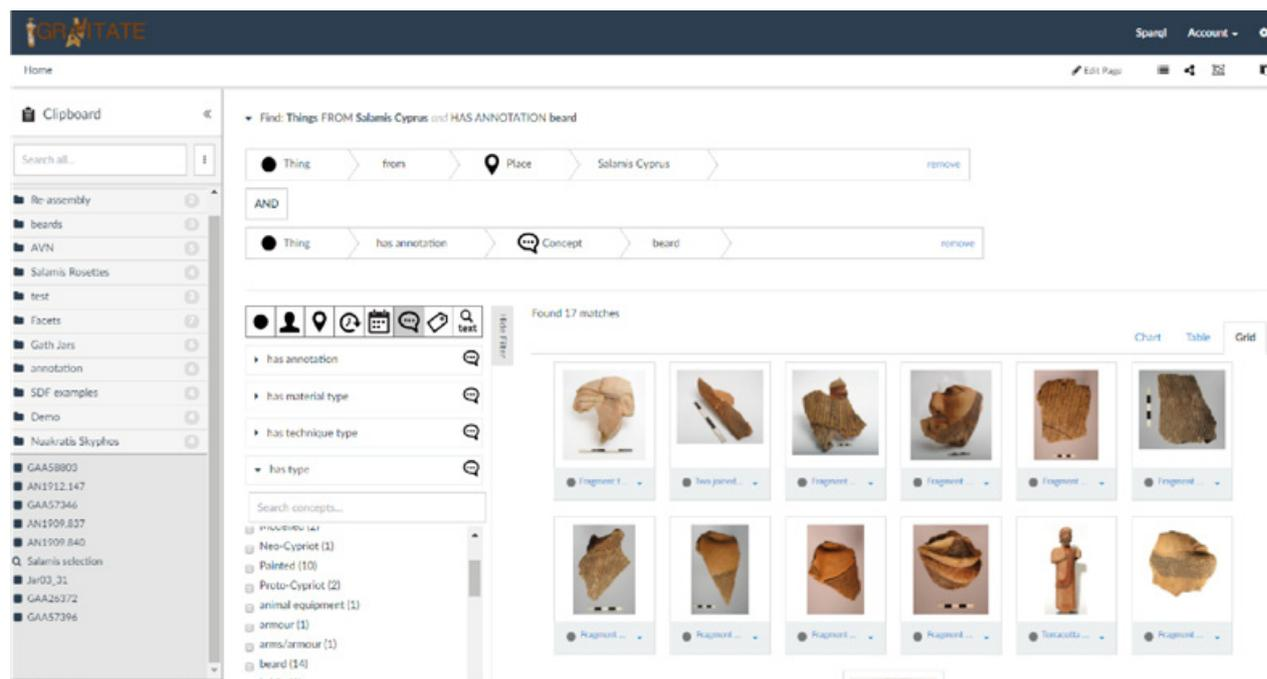 GRAVITATE
Sparql Account
Home
Edit Page
Clipboard «
Search all...
Re-assembly
beards
AVN
Salamis Rosettes
test
Facets
Gath Jars
annotation
SDF examples
Demo
Nuakratis Skyphos
GAA58803
AN1912.147
GAA57346
AN1909.837
AN1909.840
Salamis selection
Jar03_31
GAA26372
GAA57396
Find: Things FROM Salamis Cyprus and HAS ANNOTATION beard
Thing from Place Salamis Cyprus remove
AND
Thing has annotation Concept beard remove
text
has annotation
has material type
has technique type
has type
Search concepts...
Modelled (2)
Neo-Cypriot (1)
Painted (10)
Proto-Cypriot (2)
animal equipment (1)
armour (1)
arms/armour (1)
beard (14)
Hide Filter
Found 17 matches
Chart Table Grid
Fragment f... Two joined... Fragment ... Fragment ... Fragment ... Fragment ...
Fragment ... Fragment ... Fragment ... Fragment ... Terracotta ... Fragment ...